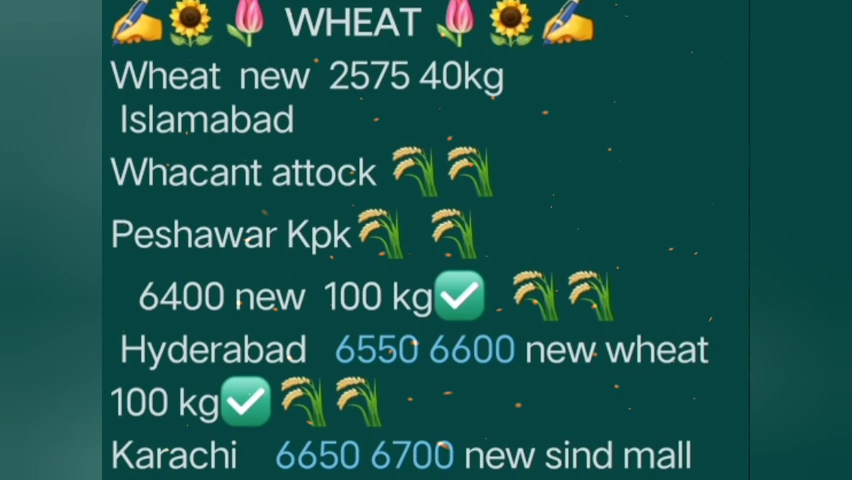 ✍️🌻🌷 WHEAT 🌷🌻✍️
Wheat new 2575 40kg
Islamabad
Whacant attock 🌾🌾
Peshawar Kpk🌾 🌾
6400 new 100 kg✅ 🌾🌾
Hyderabad 6550 6600 new wheat
100 kg✅🌾🌾
Karachi 6650 6700 new sind mall